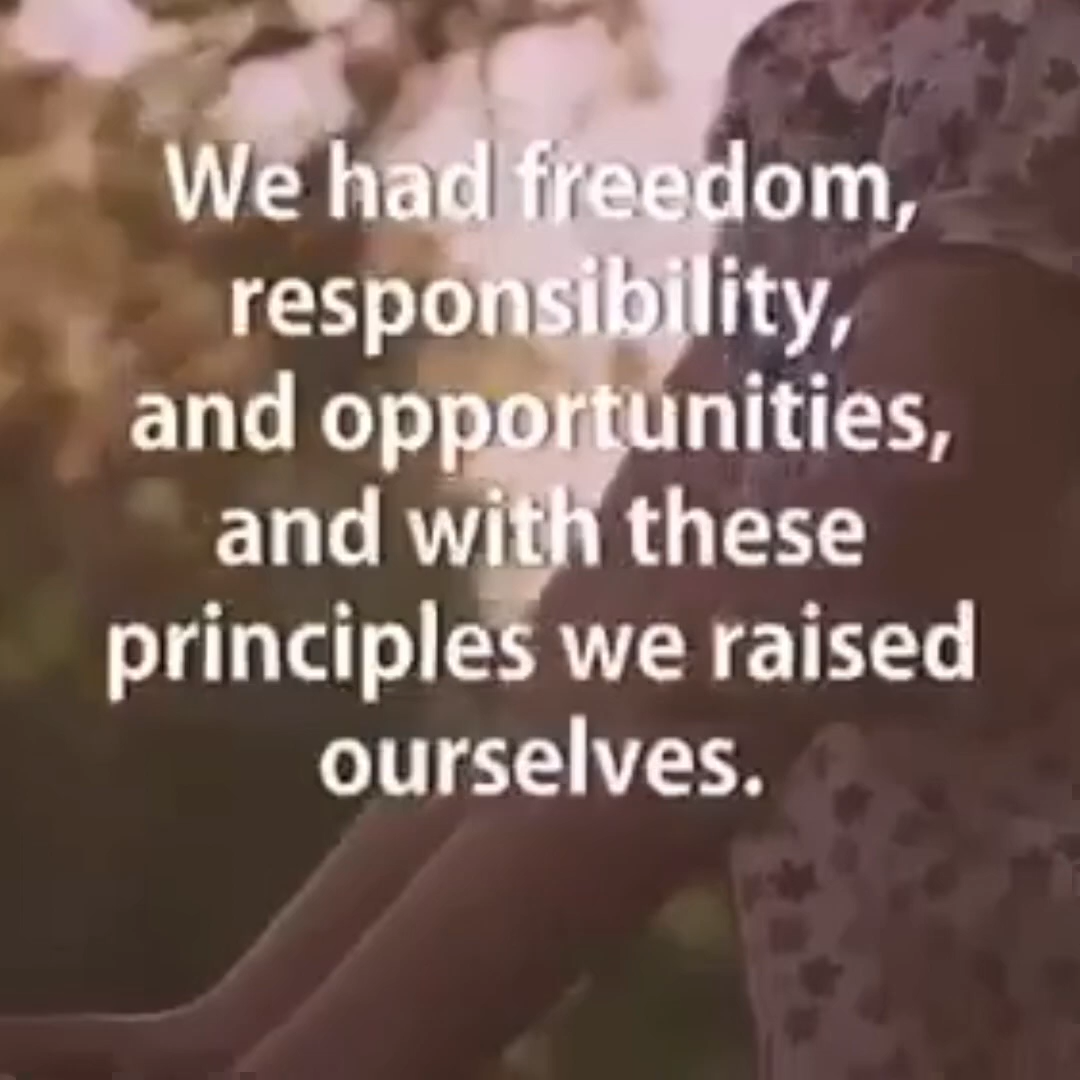 We had freedom,
responsibility,
and opportunities,
and with these
principles we raised
ourselves.